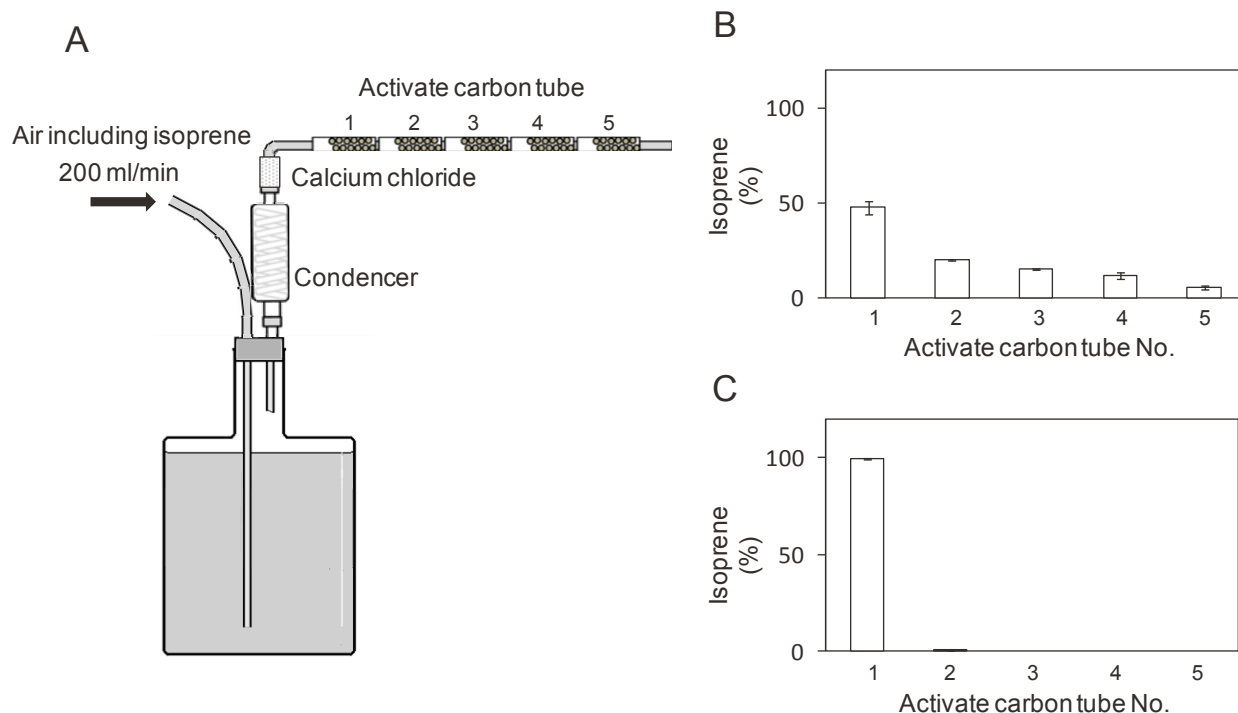 A
Activate carbon tube
1 2 3 4 5
Air including isoprene
200 ml/min
Calcium chloride
Condencer
B
Isoprene
(%)
100
50
0
1 2 3 4 5
Activate carbon tube No.
C
Isoprene
(%)
100
50
0
1 2 3 4 5
Activate carbon tube No.